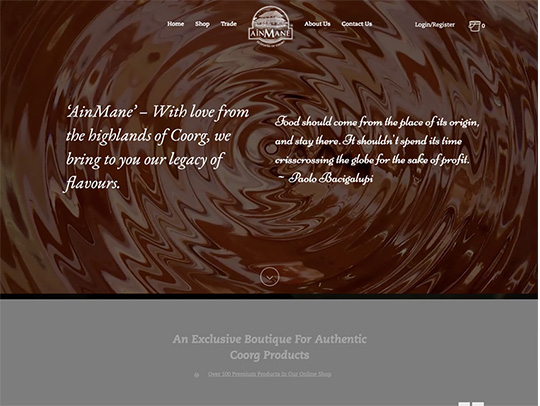 Home Shop Trade AINMANE About Us Contact Us Login/Register 0
'AinMane' – With love from
the highlands of Coorg, we
bring to you our legacy of
flavours.
Food should come from the place of its origin,
and stay there. It shouldn't spend its time
crisscrossing the globe for the sake of profit.
~ Paolo Bacigalupi
An Exclusive Boutique For Authentic
Coorg Products
Over 100 Premium Products In Our Online Shop